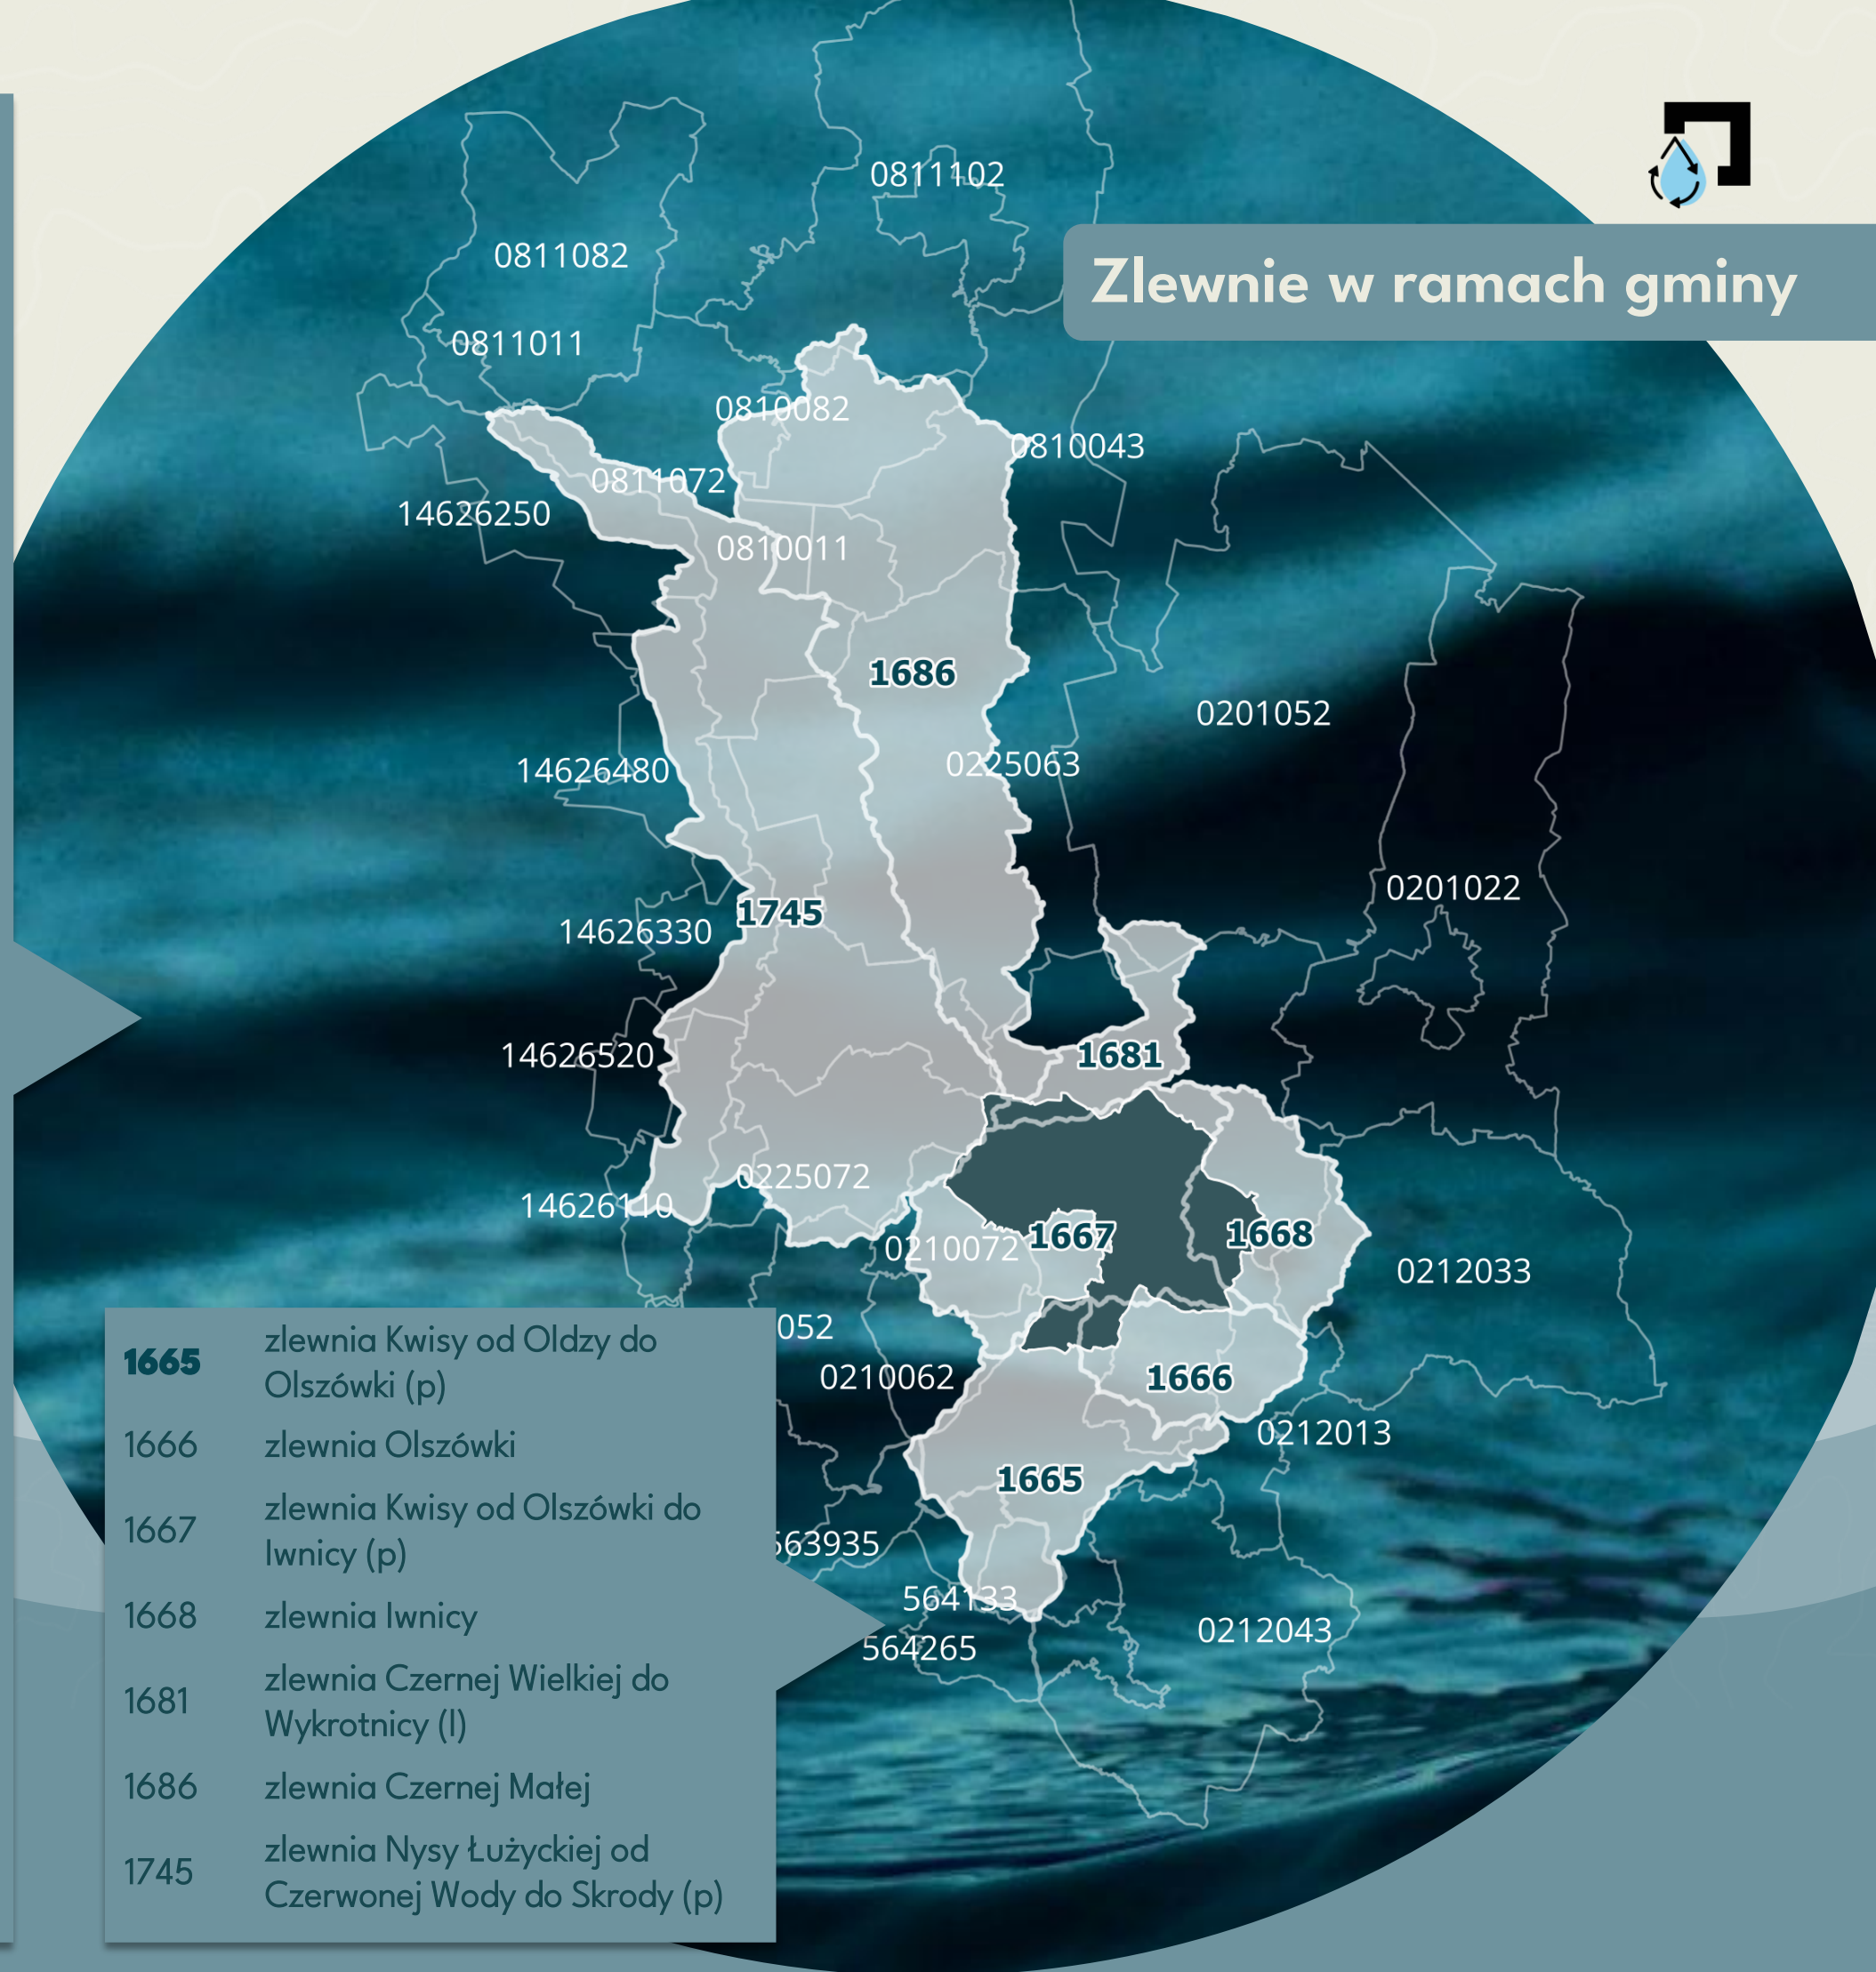 0811102
0811082
Zlewnie w ramach gminy
0811011
0810082
0810043
0811072
14626250
0810011
1686
0201052
0225063
14626480
0201022
1745
14626330
1681
14626520
0225072
14626110
1667
1668
0210072
0212033
052
0210062
1666
0212013
1665
563935
564133
0212043
564265
1665 zlewnia Kwisy od Oldzy do
Olszówki (p)
1666 zlewnia Olszówki
1667 zlewnia Kwisy od Olszówki do
Iwnicy (p)
1668 zlewnia Iwnicy
1681 zlewnia Czernej Wielkiej do
Wykrotnicy (l)
1686 zlewnia Czernej Małej
1745 zlewnia Nysy Łużyckiej od
Czerwonej Wody do Skrody (p)